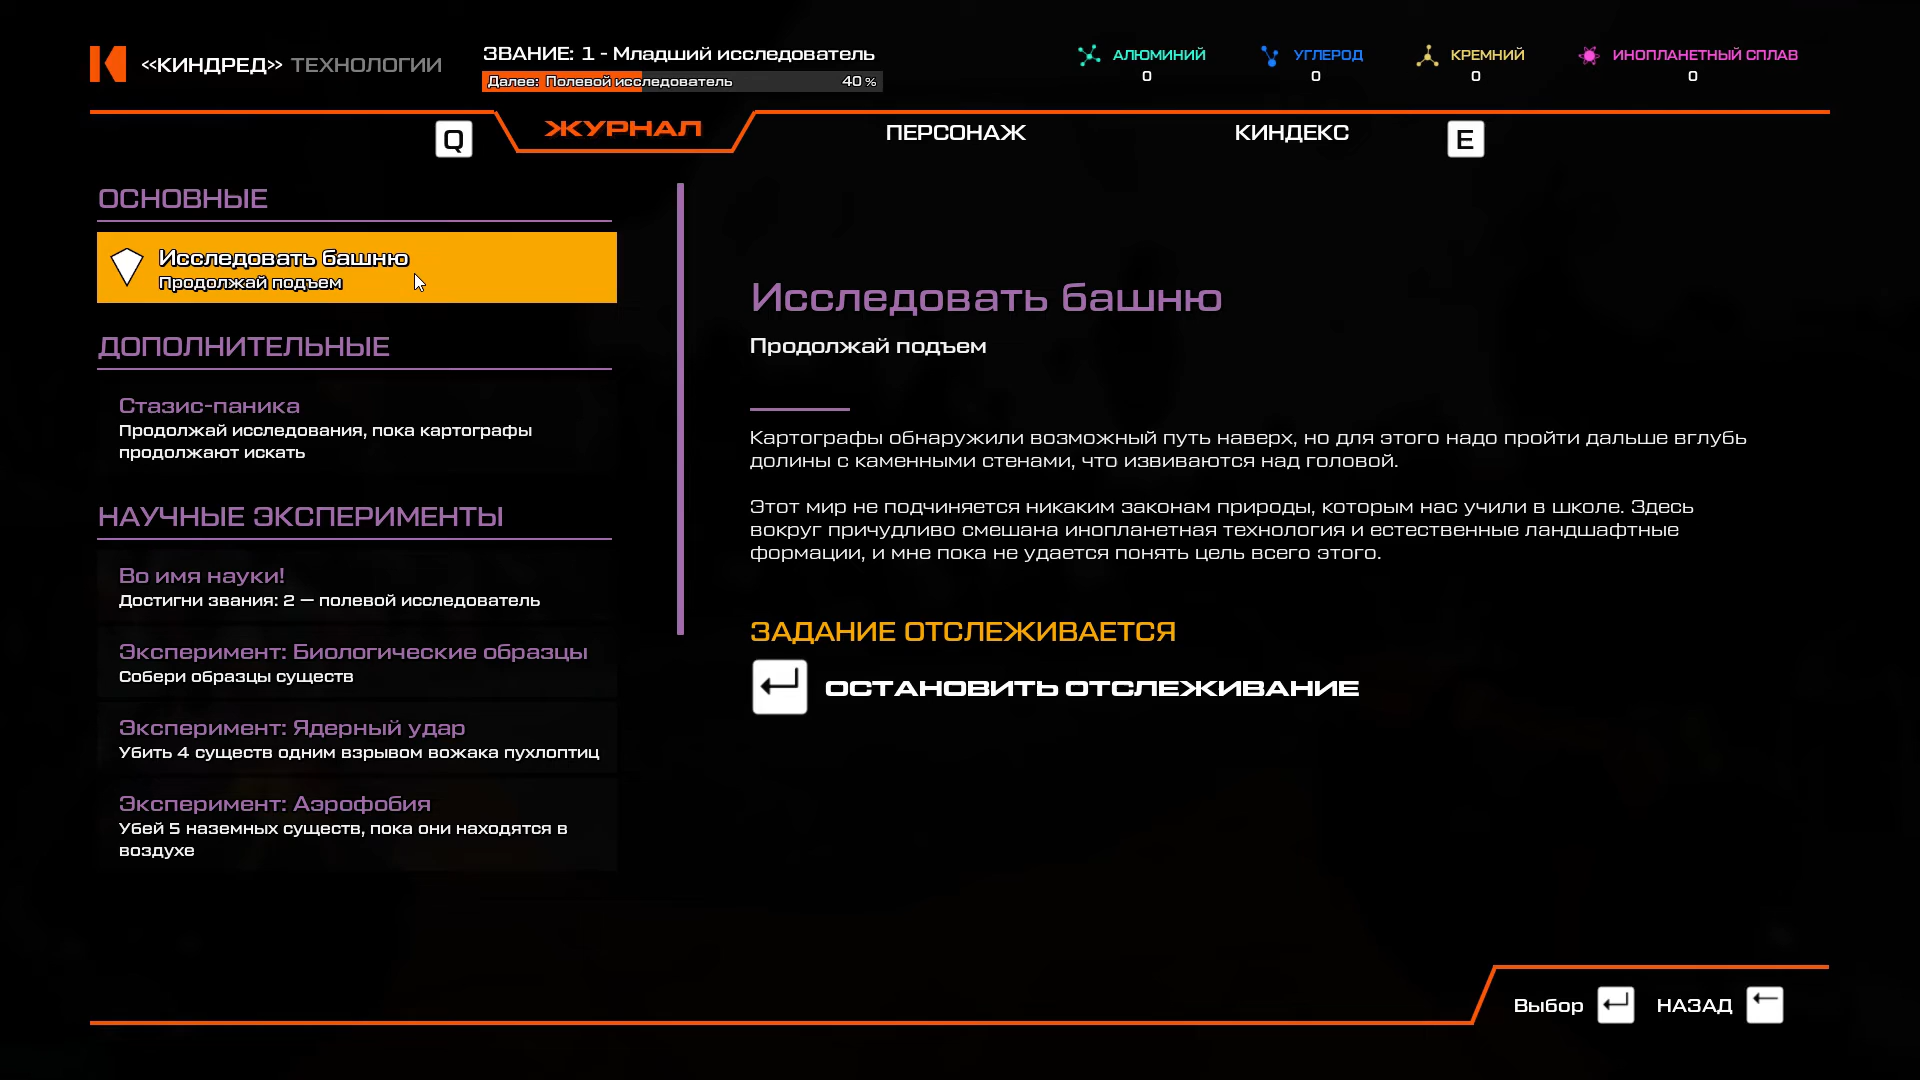 «КИНДРЕД» ТЕХНОЛОГИИ
ЗВАНИЕ: 1 - Младший исследователь
Далее: Полевой исследователь 40 %
АЛЮМИНИЙ
0
УГЛЕРОД
0
КРЕМНИЙ
0
ИНОПЛАНЕТНЫЙ СПЛАВ
0
Q
ЖУРНАЛ
ПЕРСОНАЖ
КИНДЕКС
E
ОСНОВНЫЕ
Исследовать башню
Продолжай подъем
ДОПОЛНИТЕЛЬНЫЕ
Стазис-паника
Продолжай исследования, пока картографы
продолжают искать
НАУЧНЫЕ ЭКСПЕРИМЕНТЫ
Во имя науки!
Достигни звания: 2 — полевой исследователь
Эксперимент: Биологические образцы
Собери образцы существ
Эксперимент: Ядерный удар
Убить 4 существ одним взрывом вожака пухлоптиц
Эксперимент: Аэрофобия
Убей 5 наземных существ, пока они находятся в
воздухе
Исследовать башню
Продолжай подъем
Картографы обнаружили возможный путь наверх, но для этого надо пройти дальше вглубь
долины с каменными стенами, что извиваются над головой.
Этот мир не подчиняется никаким законам природы, которым нас учили в школе. Здесь
вокруг причудливо смешана инопланетная технология и естественные ландшафтные
формации, и мне пока не удается понять цель всего этого.
ЗАДАНИЕ ОТСЛЕЖИВАЕТСЯ
ОСТАНОВИТЬ ОТСЛЕЖИВАНИЕ
Выбор
НАЗАД